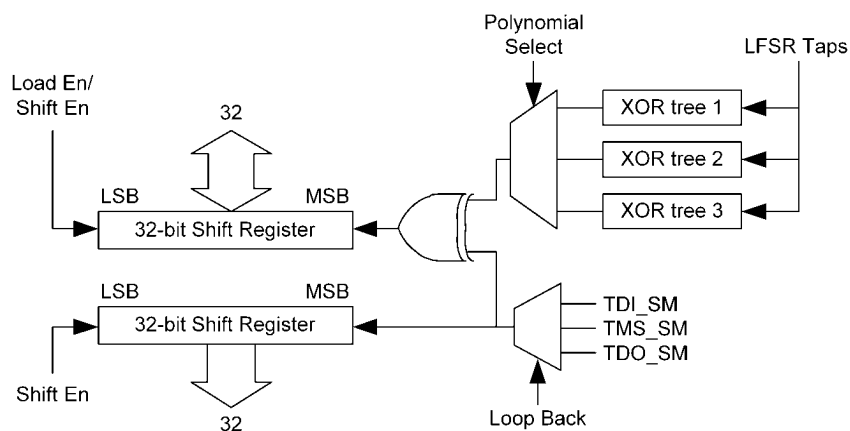 Polynomial
Select
LFSR Taps
Load En/
Shift En
32
XOR tree 1
XOR tree 2
XOR tree 3
LSB
MSB
32-bit Shift Register
LSB
MSB
32-bit Shift Register
TDI_SM
TMS_SM
TDO_SM
Shift En
32
Loop Back